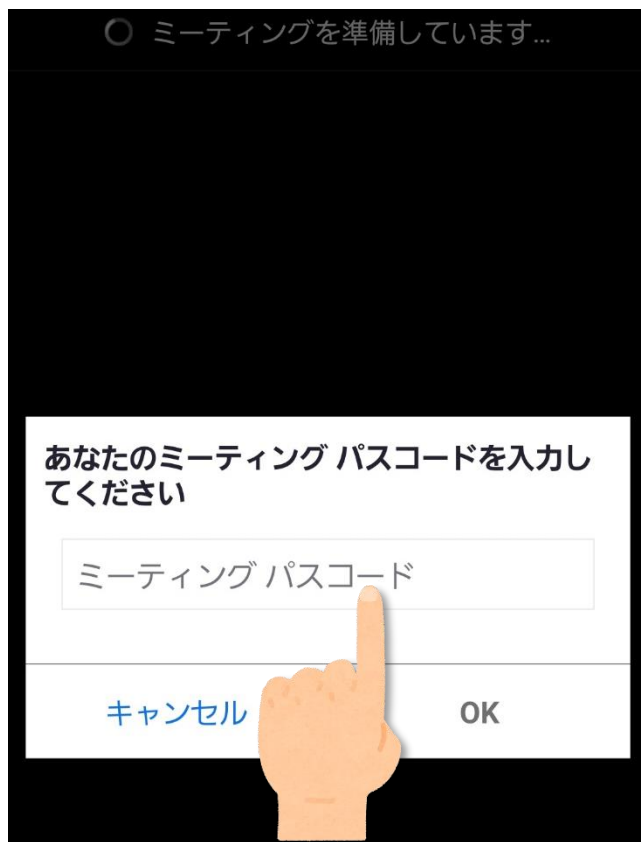 ミーティングを準備しています...
あなたのミーティング パスコードを入力し
てください
ミーティング パスコード
キャンセル
OK